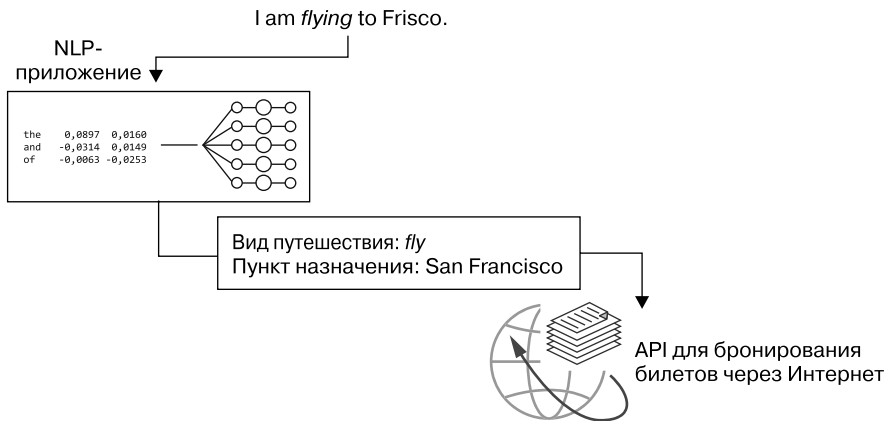 I am flying to Frisco.
NLP-
приложение
the 0,0897 0,0160
and -0,0314 0,0149
of -0,0063 -0,0253
Вид путешествия: fly
Пункт назначения: San Francisco
API для бронирования
билетов через Интернет